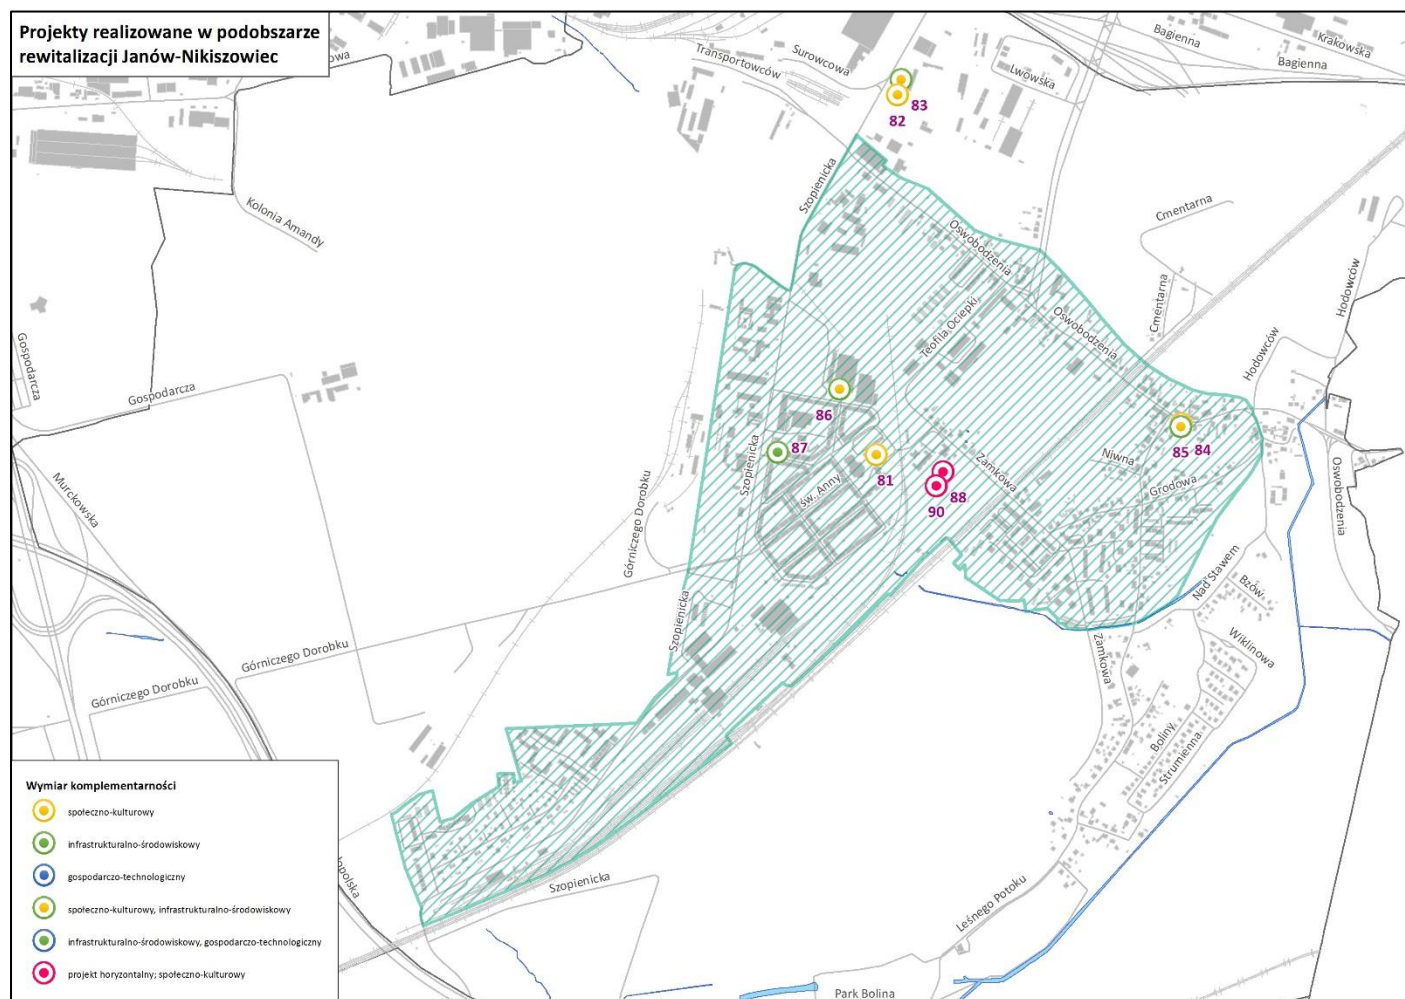 Projekty realizowane w podobszarze
rewitalizacji Janów-Nikiszowiec
owa
Transportowców
Surowcowa
Lwowska
Bagienna
Krakowska
Bagienna
83
82
Szopienicka
Kolonia Amandy
Cmentarna
Oswobodzenia
Cmentarna
Hodowców
Teofila Ociepki
Oswobodzenia
Hodowców
Gospodarcza
Gospodarcza
86
87
85 84
Szopienicka
81
św. Anny
Zamkowa
88
90
Niwna
Grodowa
Murckowska
Górniczego Dorobku
Oswobodzenia
Nad Stawem
Bzów
Szopienicka
Wiklinowa
Zamkowa
Górniczego Dorobku
Górniczego Dorobku
Boliny
Strumienna
Wymiar komplementarności
społeczno-kulturowy
infrastrukturalno-środowiskowy
gospodarczo-technologiczny
społeczno-kulturowy, infrastrukturalno-środowiskowy
infrastrukturalno-środowiskowy, gospodarczo-technologiczny
projekt horyzontalny; społeczno-kulturowy
opolska
Szopienicka
Leśnego Potoku
Park Bolina